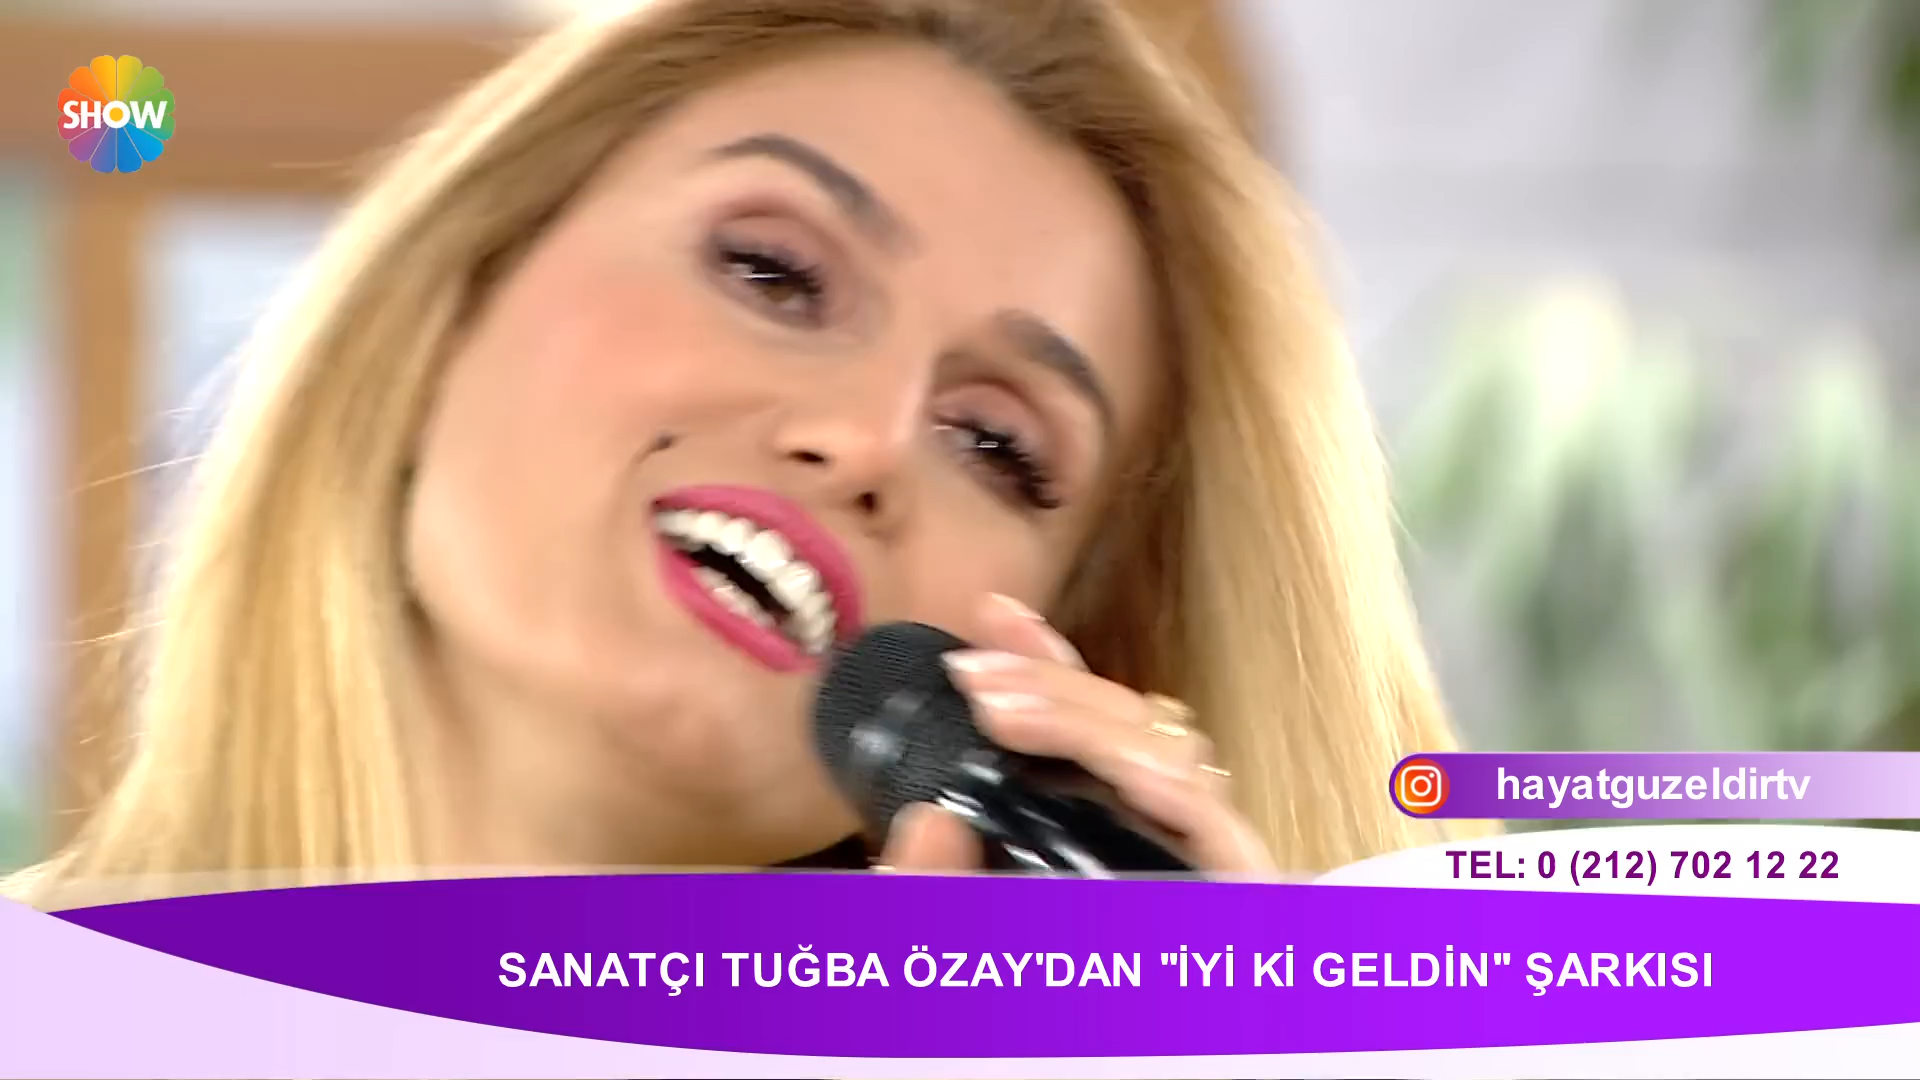 SHOW
hayatguzeldirtv
TEL: 0 (212) 702 12 22
SANATÇI TUĞBA ÖZAY'DAN "İYİ Kİ GELDİN" ŞARKISI